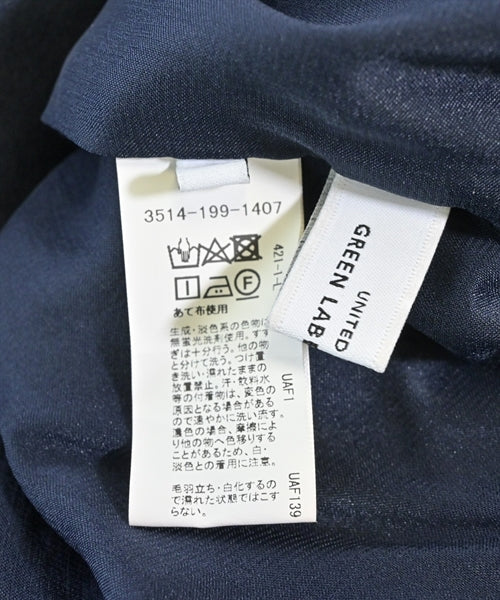 3514-199-1407
421-1-L
F
あて布使用
生成・淡色系の色物は
無蛍光洗剤使用。すす
ぎは十分行う。他の物
と分けて洗う。つけ置
き洗い・濡れたままの
放置禁止。汗・飲料水
等の付着物は、変色の
原因となる場合がある
ので速やかに洗い流す。
濃色の場合、摩擦によ
り他の物へ色移りする
ことがあるため、白・
淡色との着用に注意。
毛羽立ち・白化するの
で濡れた状態ではこす
らない。
UAF1
UAF139
UNITED
GREEN LAB